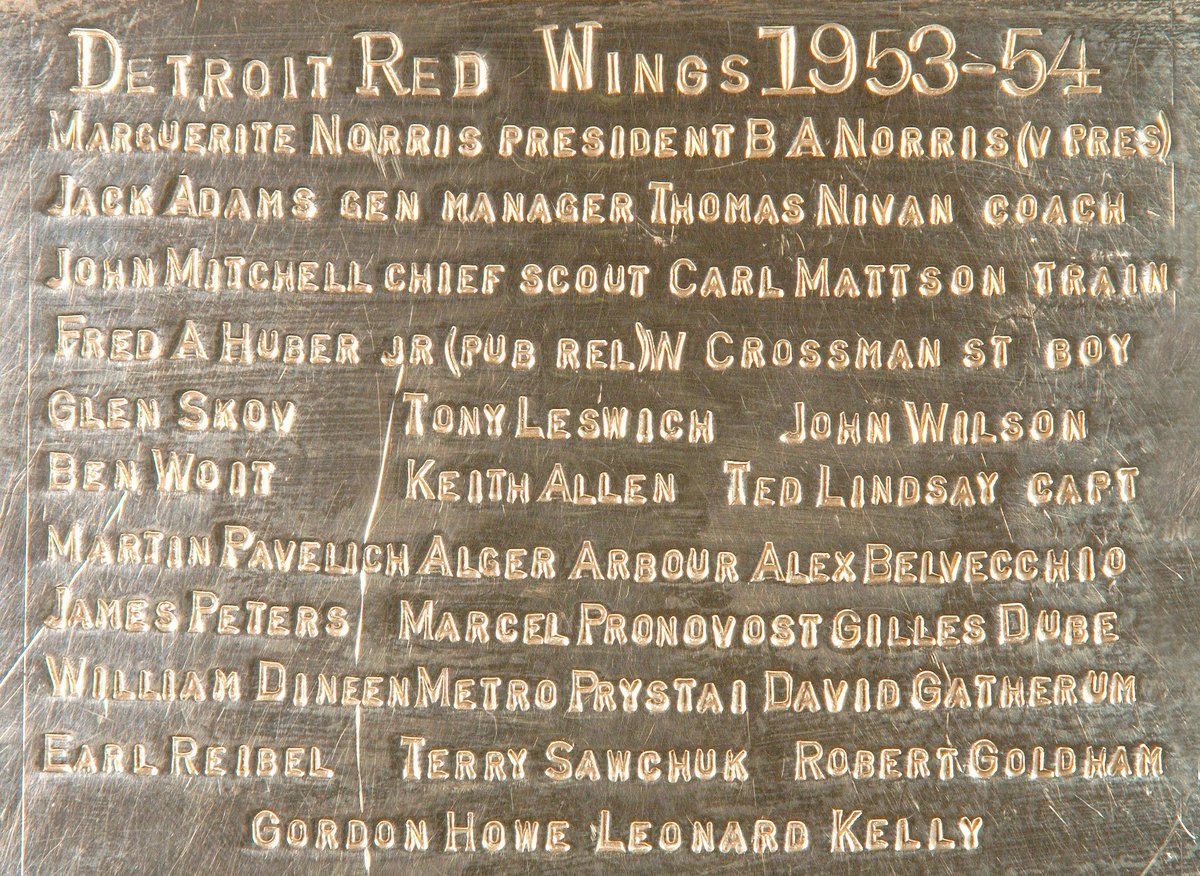 Detroit Red Wings 1953-54
Marguerite Norris president B A Norris (v pres)
Jack Adams gen manager Thomas Nivan coach
John Mitchell chief scout Carl Mattson train
Fred A Huber jr (pub rel) W Crossman st boy
Glen Skov Tony Leswich John Wilson
Ben Woit Keith Allen Ted Lindsay capt
Martin Pavelich Alger Arbour Alex Belvecchio
James Peters Marcel Pronovost Gilles Dube
William Dineen Metro Prystai David Gatherum
Earl Reibel Terry Sawchuk Robert Goldham
Gordon Howe Leonard Kelly